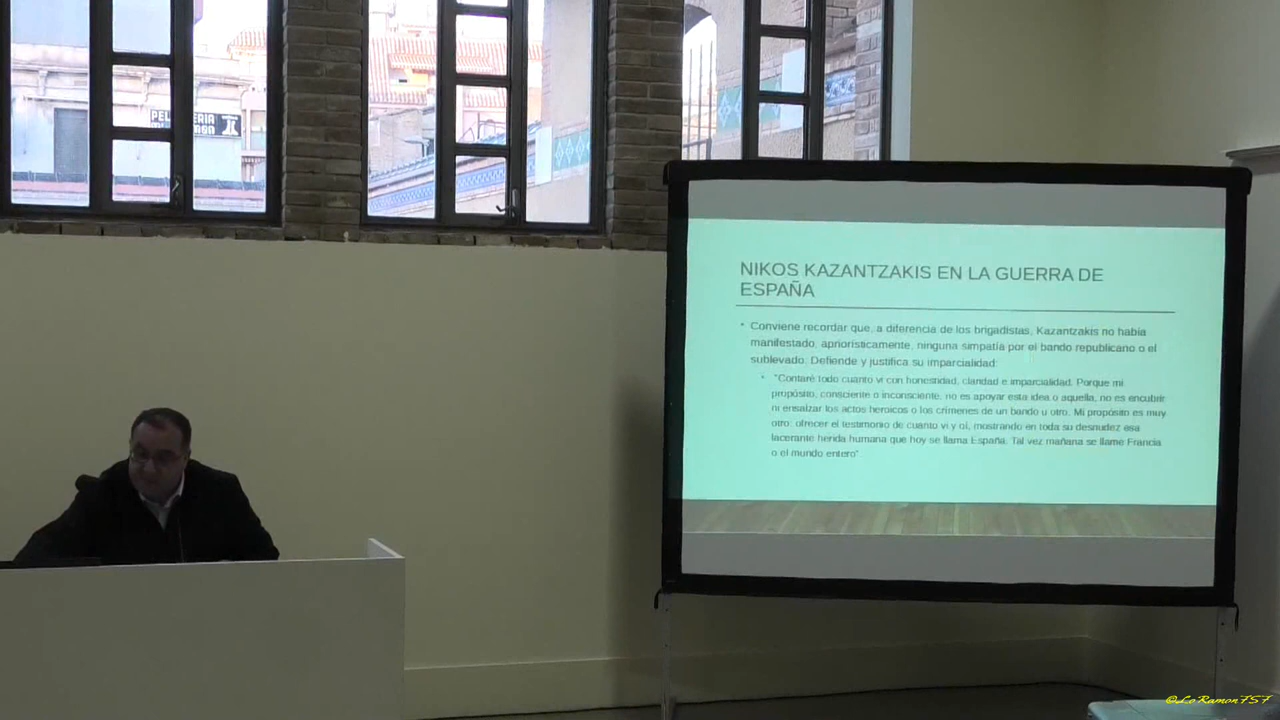 NIKOS KAZANTZAKIS EN LA GUERRA DE
ESPAÑA
• Conviene recordar que, a diferencia de los brigadistas, Kazantzakis no había
manifestado, apriorísticamente, ninguna simpatía por el bando republicano o el
sublevado. Defiende y justifica su imparcialidad:
• "Contaré todo cuanto vi con honestidad, claridad e imparcialidad. Porque mi
propósito, consciente o inconsciente, no es apoyar esta idea o aquella, no es encubrir
ni ensalzar los actos heroicos o los crímenes de un bando u otro. Mi propósito es muy
otro: ofrecer el testimonio de cuanto vi y oí, mostrando en toda su desnudez esa
lacerante herida humana que hoy se llama España. Tal vez mañana se llame Francia
o el mundo entero"
©LoRamon757